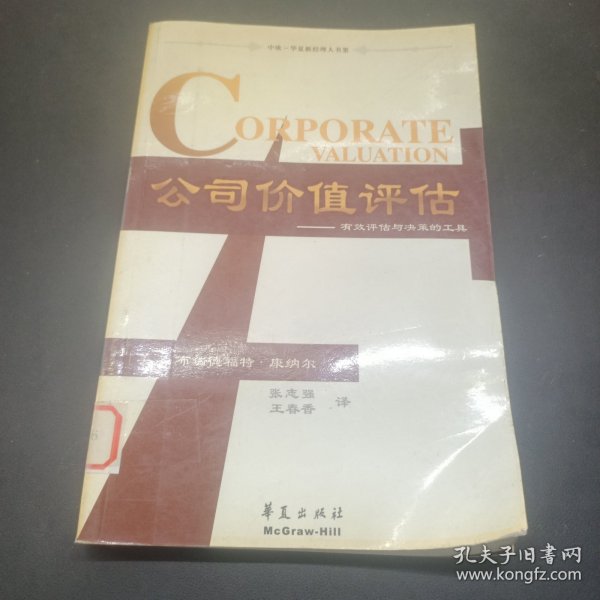 中欧－华夏新经理人书架
CORPORATE
VALUATION
公司价值评估
——有效评估与决策的工具
布拉德福特·康纳尔
张志强
王春香 译
华夏出版社
McGraw-Hill
孔夫子旧书网
www.kongfz.com